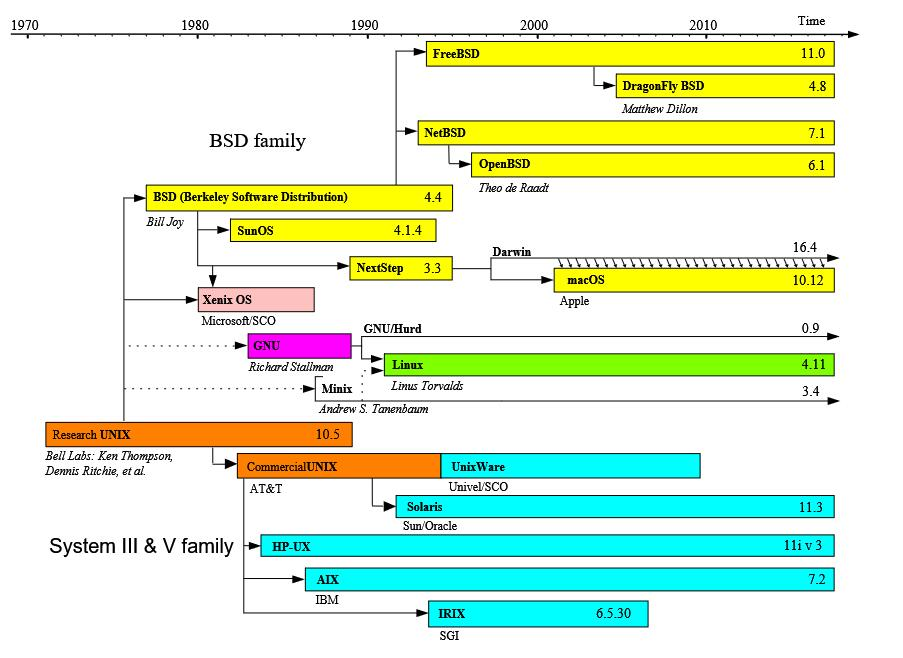 1970 1980 1990 2000 2010 Time
FreeBSD 11.0
DragonFly BSD 4.8
Matthew Dillon
NetBSD 7.1
BSD family
OpenBSD 6.1
Theo de Raadt
BSD (Berkeley Software Distribution) 4.4
Bill Joy
SunOS 4.1.4
Darwin 16.4
NextStep 3.3
macOS 10.12
Apple
Xenix OS
Microsoft/SCO
GNU/Hurd 0.9
GNU
Richard Stallman
Linux 4.11
Linus Torvalds
Minix 3.4
Andrew S. Tanenbaum
Research UNIX 10.5
Bell Labs: Ken Thompson,
Dennis Ritchie, et al.
CommercialUNIX UnixWare
AT&T Univel/SCO
Solaris 11.3
Sun/Oracle
System III & V family
HP-UX 11i v 3
AIX 7.2
IBM
IRIX 6.5.30
SGI